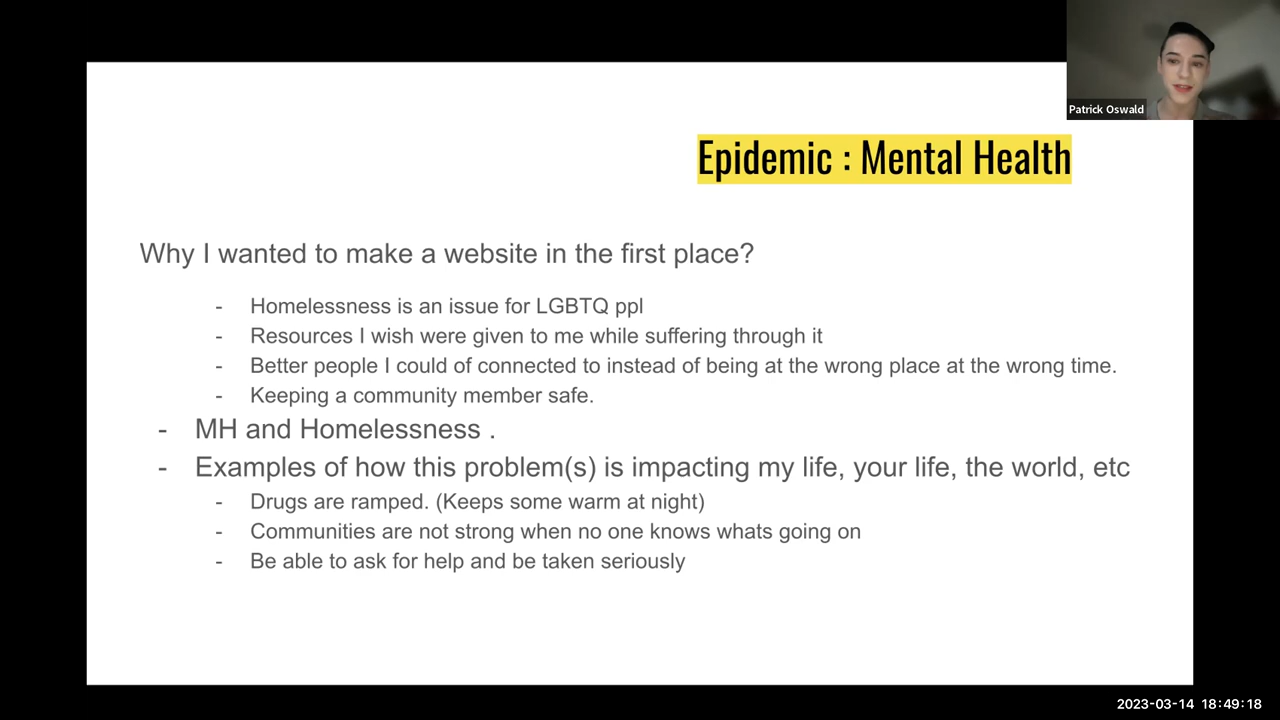 Patrick Oswald
Epidemic : Mental Health
Why I wanted to make a website in the first place?
- Homelessness is an issue for LGBTQ ppl
- Resources I wish were given to me while suffering through it
- Better people I could of connected to instead of being at the wrong place at the wrong time.
- Keeping a community member safe.
- MH and Homelessness .
- Examples of how this problem(s) is impacting my life, your life, the world, etc
- Drugs are ramped. (Keeps some warm at night)
- Communities are not strong when no one knows whats going on
- Be able to ask for help and be taken seriously
2023-03-14 18:49:18